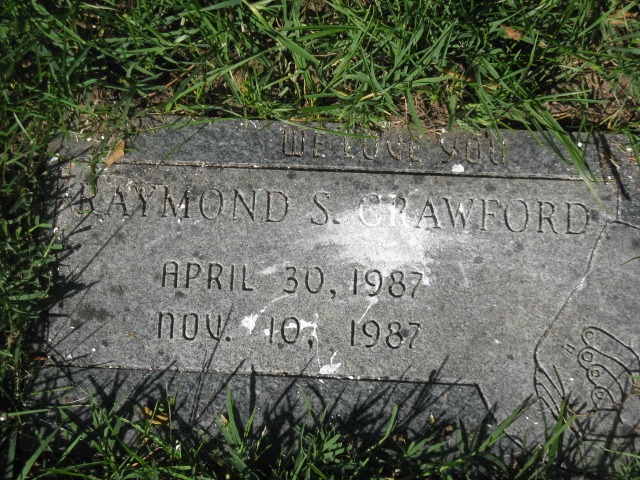 WE LOVE YOU
RAYMOND S. CRAWFORD
APRIL 30, 1987
NOV. 10, 1987